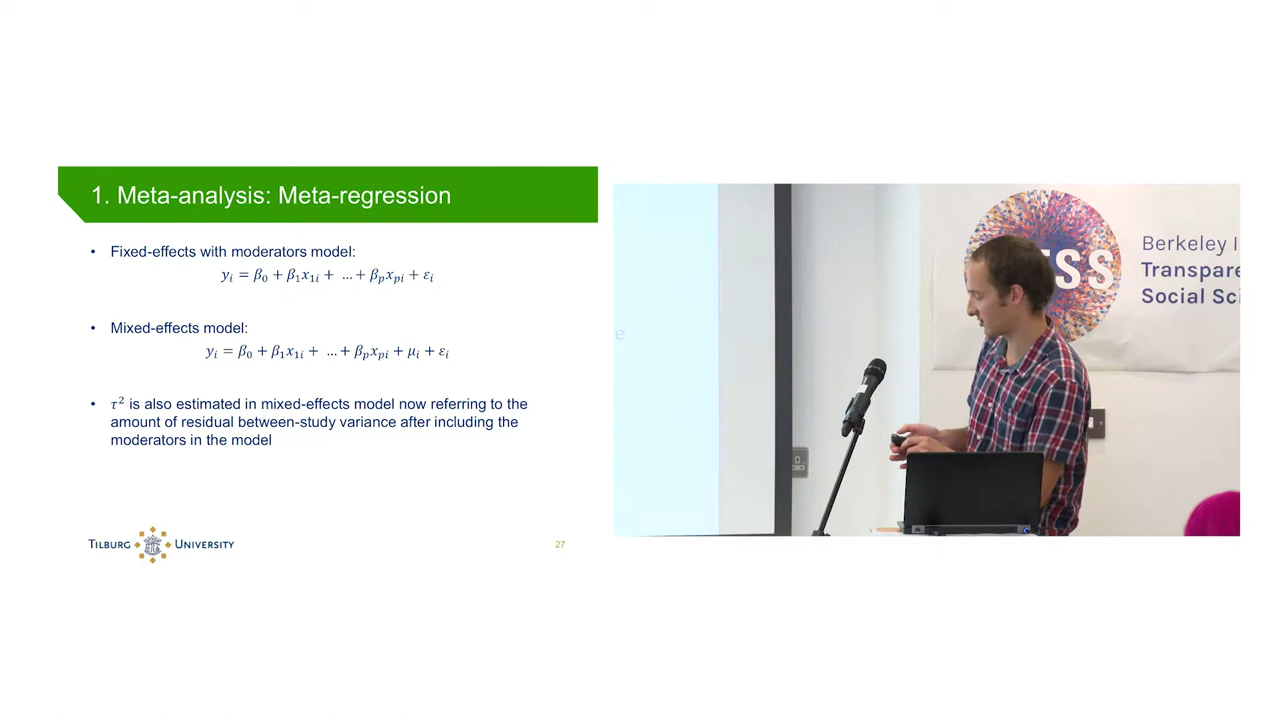 1. Meta-analysis: Meta-regression
• Fixed-effects with moderators model:
𝑦ᵢ = 𝛽₀ + 𝛽₁𝑥₁ᵢ + … + 𝛽ₚ𝑥ₚᵢ + 𝜀ᵢ
• Mixed-effects model:
𝑦ᵢ = 𝛽₀ + 𝛽₁𝑥₁ᵢ + … + 𝛽ₚ𝑥ₚᵢ + 𝜇ᵢ + 𝜀ᵢ
• 𝜏² is also estimated in mixed-effects model now referring to the
amount of residual between-study variance after including the
moderators in the model
TILBURG UNIVERSITY
27
e...
SS
Berkeley I
Transpare
Social Sci